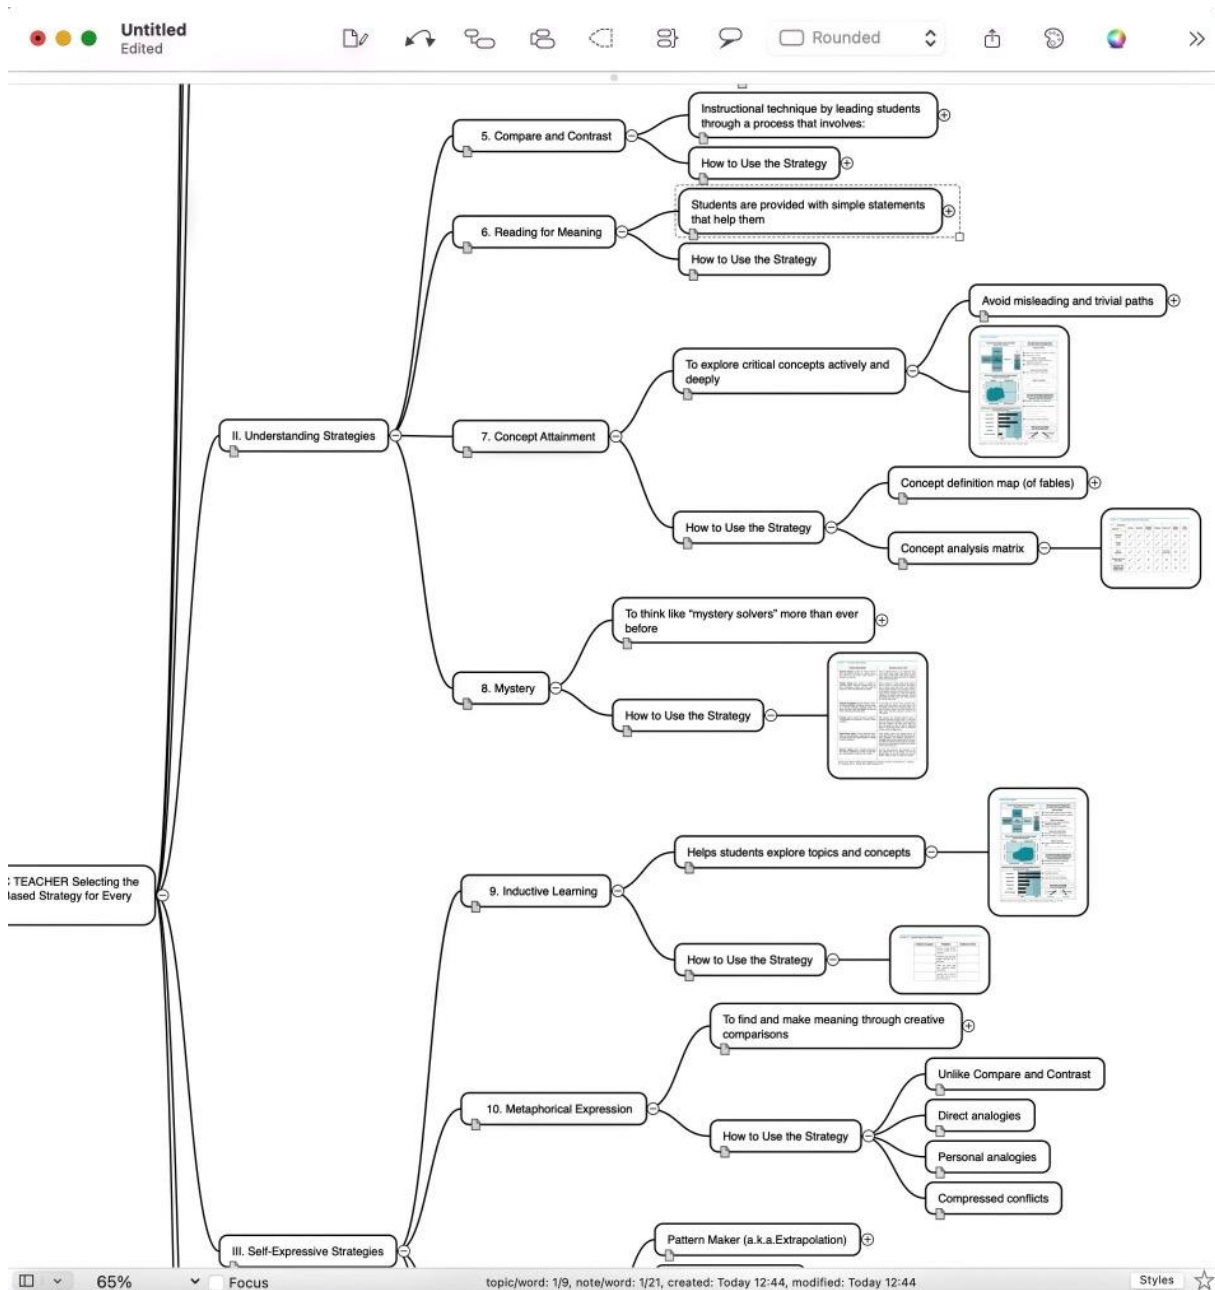 Untitled
Edited
Rounded
Instructional technique by leading students
through a process that involves:
5. Compare and Contrast
How to Use the Strategy
Students are provided with simple statements
that help them
6. Reading for Meaning
How to Use the Strategy
Avoid misleading and trivial paths
To explore critical concepts actively and
deeply
II. Understanding Strategies
7. Concept Attainment
Concept definition map (of fables)
How to Use the Strategy
Concept analysis matrix
To think like “mystery solvers” more than ever
before
8. Mystery
How to Use the Strategy
C TEACHER Selecting the
Based Strategy for Every
Helps students explore topics and concepts
9. Inductive Learning
How to Use the Strategy
To find and make meaning through creative
comparisons
10. Metaphorical Expression
How to Use the Strategy
Unlike Compare and Contrast
Direct analogies
Personal analogies
Compressed conflicts
III. Self-Expressive Strategies
Pattern Maker (a.k.a.Extrapolation)
65%
Focus
topic/word: 1/9, note/word: 1/21, created: Today 12:44, modified: Today 12:44
Styles